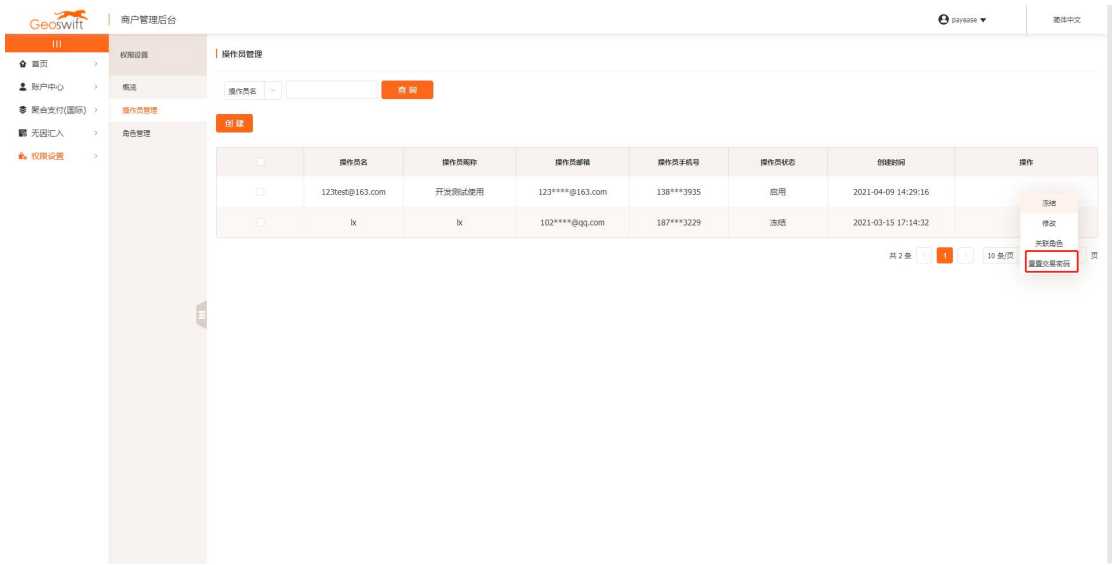 Geoswift
商户管理后台
payease
简体中文
首页
账户中心
聚合支付(国际)
无因汇入
权限设置
权限设置
概览
操作员管理
角色管理
操作员管理
操作员名
查 询
创 建
操作员名 操作员昵称 操作员邮箱 操作员手机号 操作员状态 创建时间 操作
123test@163.com 开发测试使用 123****@163.com 138***3935 启用 2021-04-09 14:29:16
lx lx 102****@qq.com 187***3229 冻结 2021-03-15 17:14:32
冻结
修改
关联角色
重置交易密码
共 2 条 1 10 条/页 页